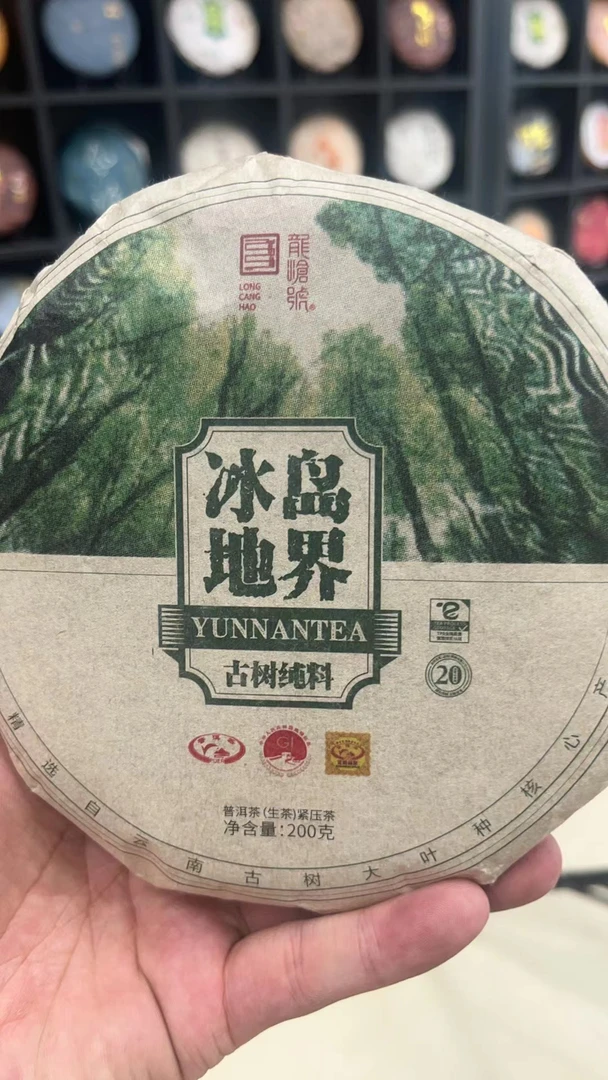 龍滄號
LONG
CANG
HAO
冰岛
地界
YUNNANTEA
古树纯料
20
GI
普洱茶(生茶)紧压茶
净含量:200克
精选自云南古树大叶种核心产